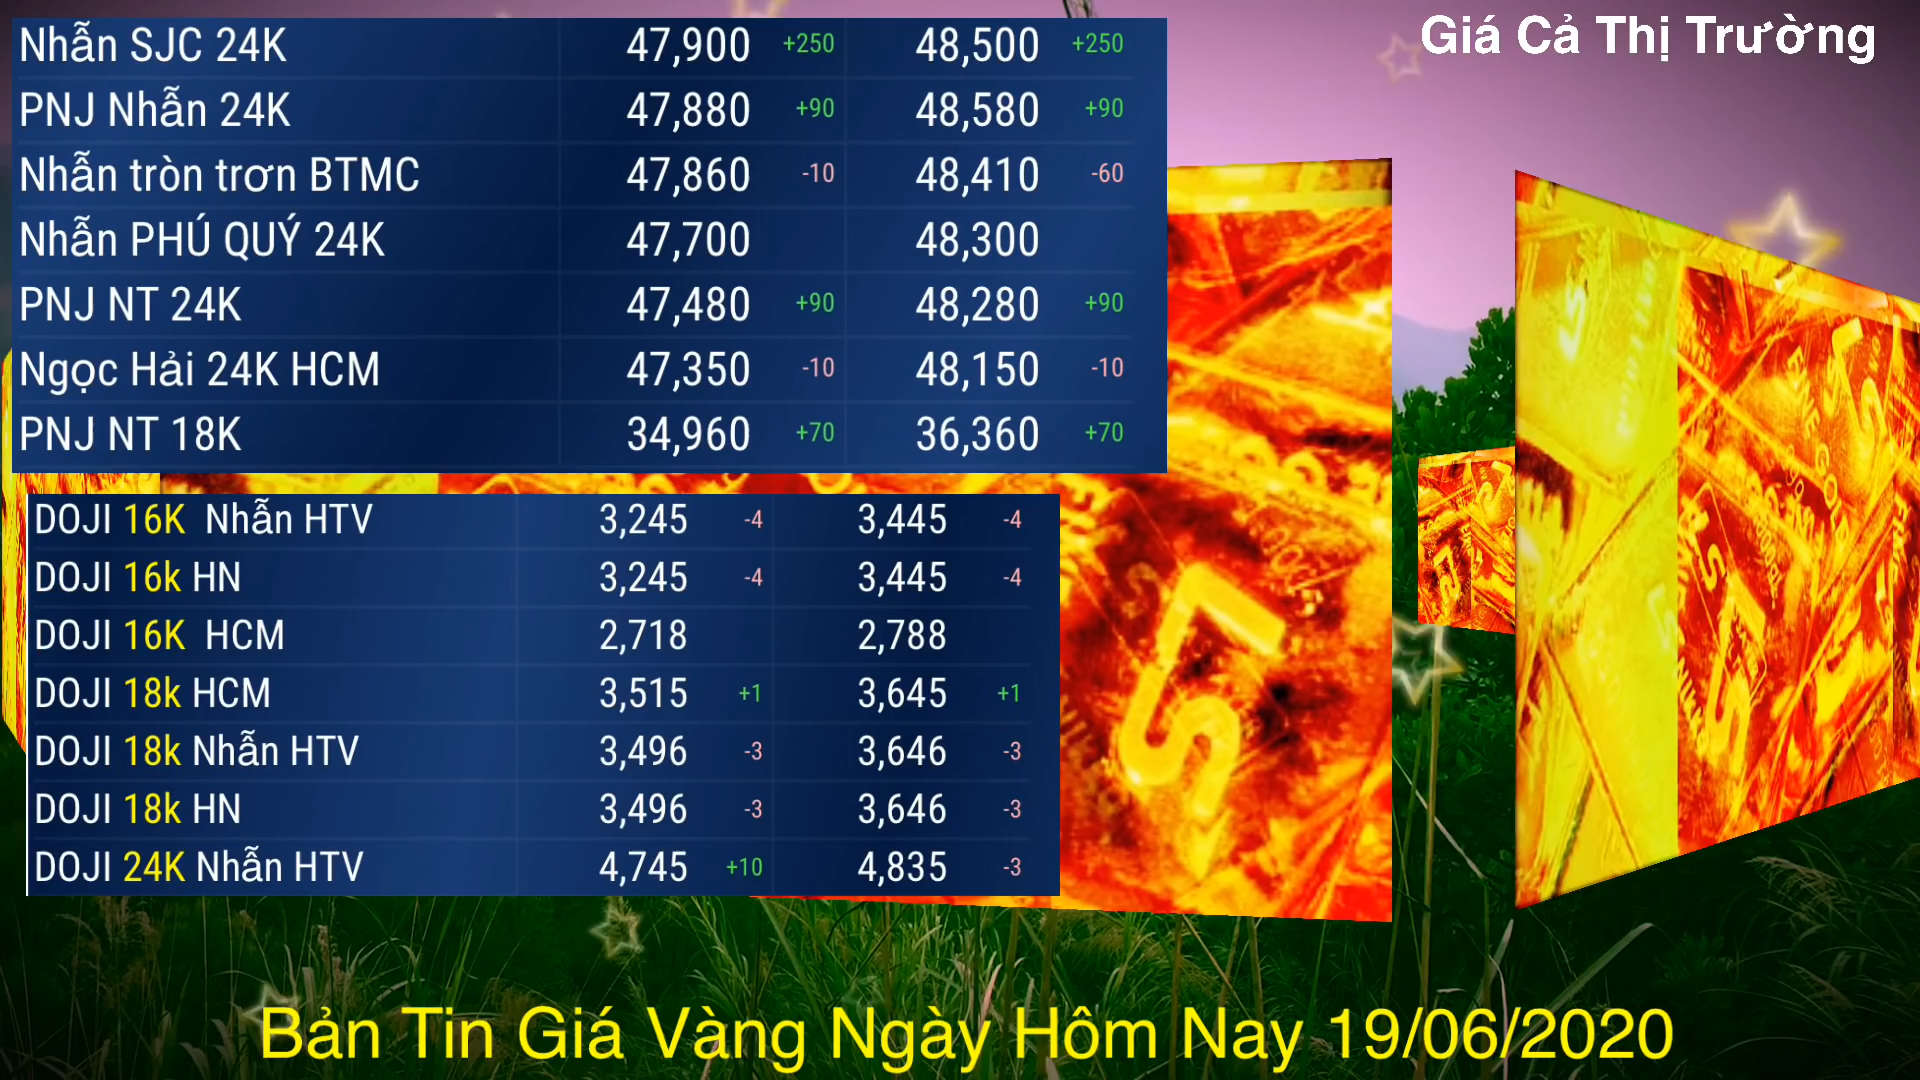 Giá Cả Thị Trường
Nhẫn SJC 24K 47,900 +250 48,500 +250
PNJ Nhẫn 24K 47,880 +90 48,580 +90
Nhẫn tròn trơn BTMC 47,860 -10 48,410 -60
Nhẫn PHÚ QUÝ 24K 47,700 48,300
PNJ NT 24K 47,480 +90 48,280 +90
Ngọc Hải 24K HCM 47,350 -10 48,150 -10
PNJ NT 18K 34,960 +70 36,360 +70
DOJI 16K Nhẫn HTV 3,245 -4 3,445 -4
DOJI 16k HN 3,245 -4 3,445 -4
DOJI 16K HCM 2,718 2,788
DOJI 18k HCM 3,515 +1 3,645 +1
DOJI 18k Nhẫn HTV 3,496 -3 3,646 -3
DOJI 18k HN 3,496 -3 3,646 -3
DOJI 24K Nhẫn HTV 4,745 +10 4,835 -3
Bản Tin Giá Vàng Ngày Hôm Nay 19/06/2020